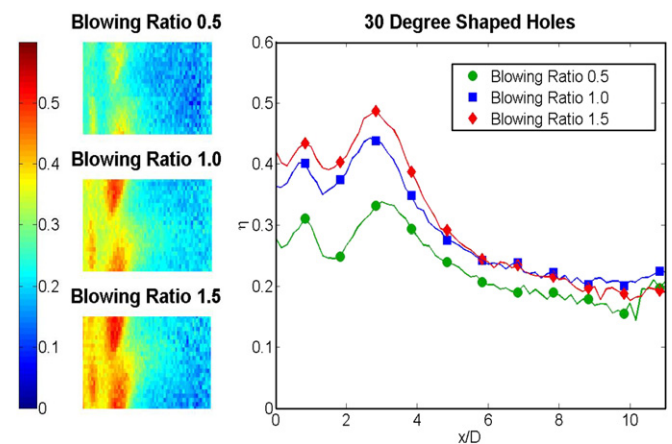 Blowing Ratio 0.5
30 Degree Shaped Holes
0.5
0.4
0.3
0.2
0.1
0
Blowing Ratio 1.0
Blowing Ratio 1.5
0.6
0.5
0.4
0.3
0.2
0.1
0
η
Blowing Ratio 0.5
Blowing Ratio 1.0
Blowing Ratio 1.5
0 2 4 6 8 10
x/D